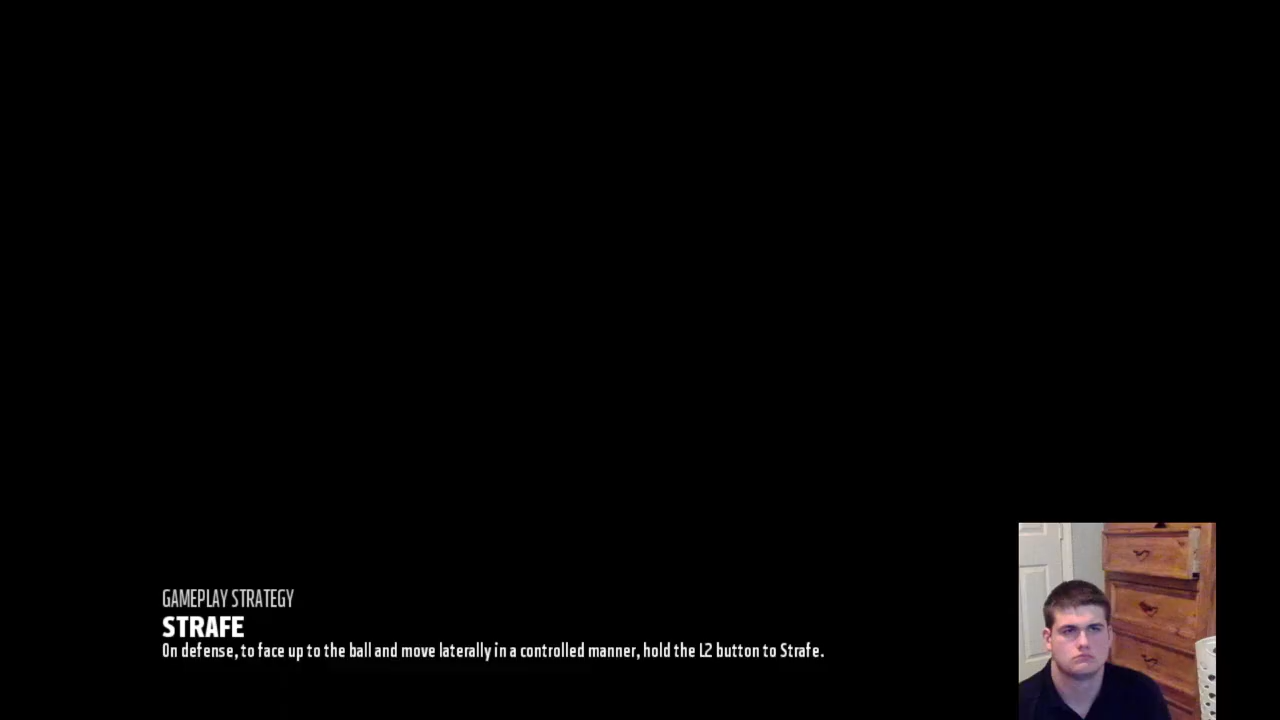 GAMEPLAY STRATEGY
STRAFE
On defense, to face up to the ball and move laterally in a controlled manner, hold the L2 button to Strafe.